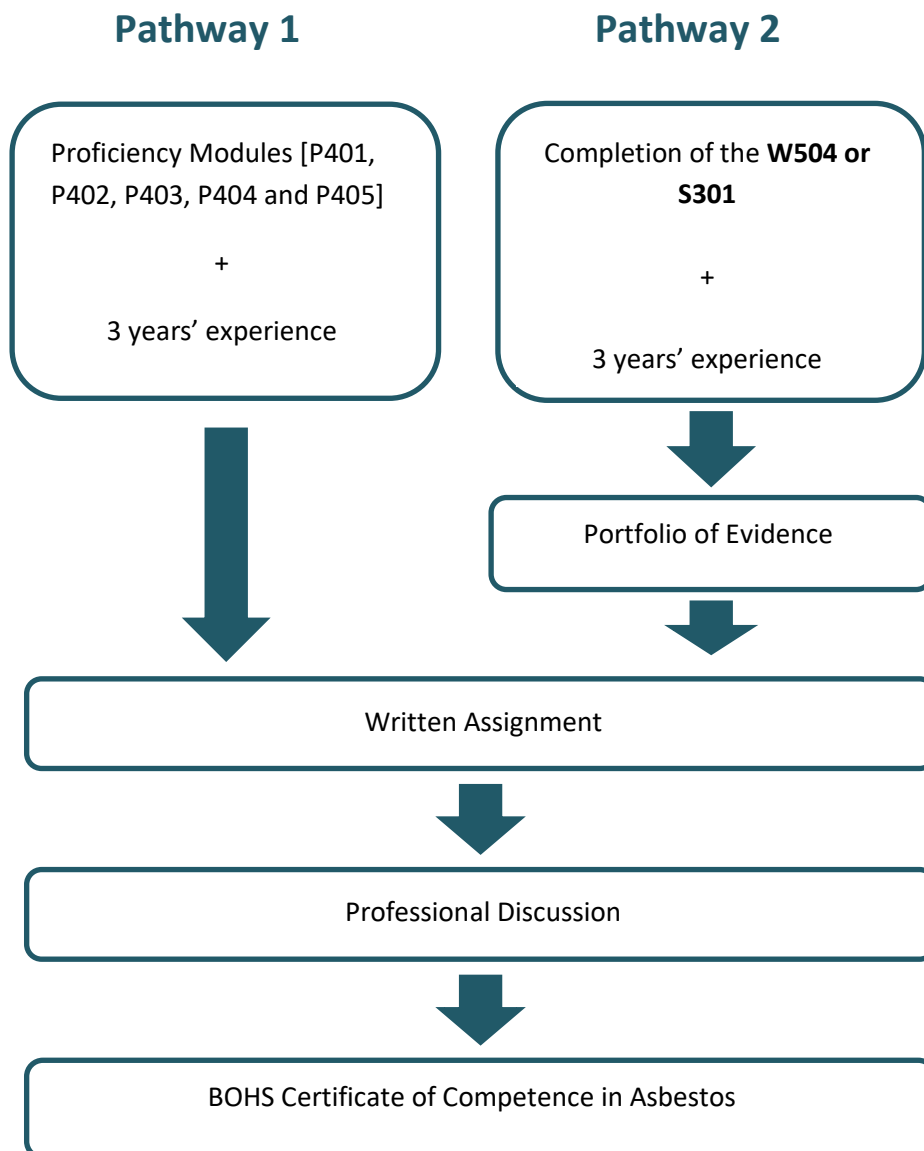 Pathway 1
Pathway 2
Proficiency Modules [P401,
P402, P403, P404 and P405]
+
3 years’ experience
Completion of the W504 or
S301
+
3 years’ experience
Portfolio of Evidence
Written Assignment
Professional Discussion
BOHS Certificate of Competence in Asbestos